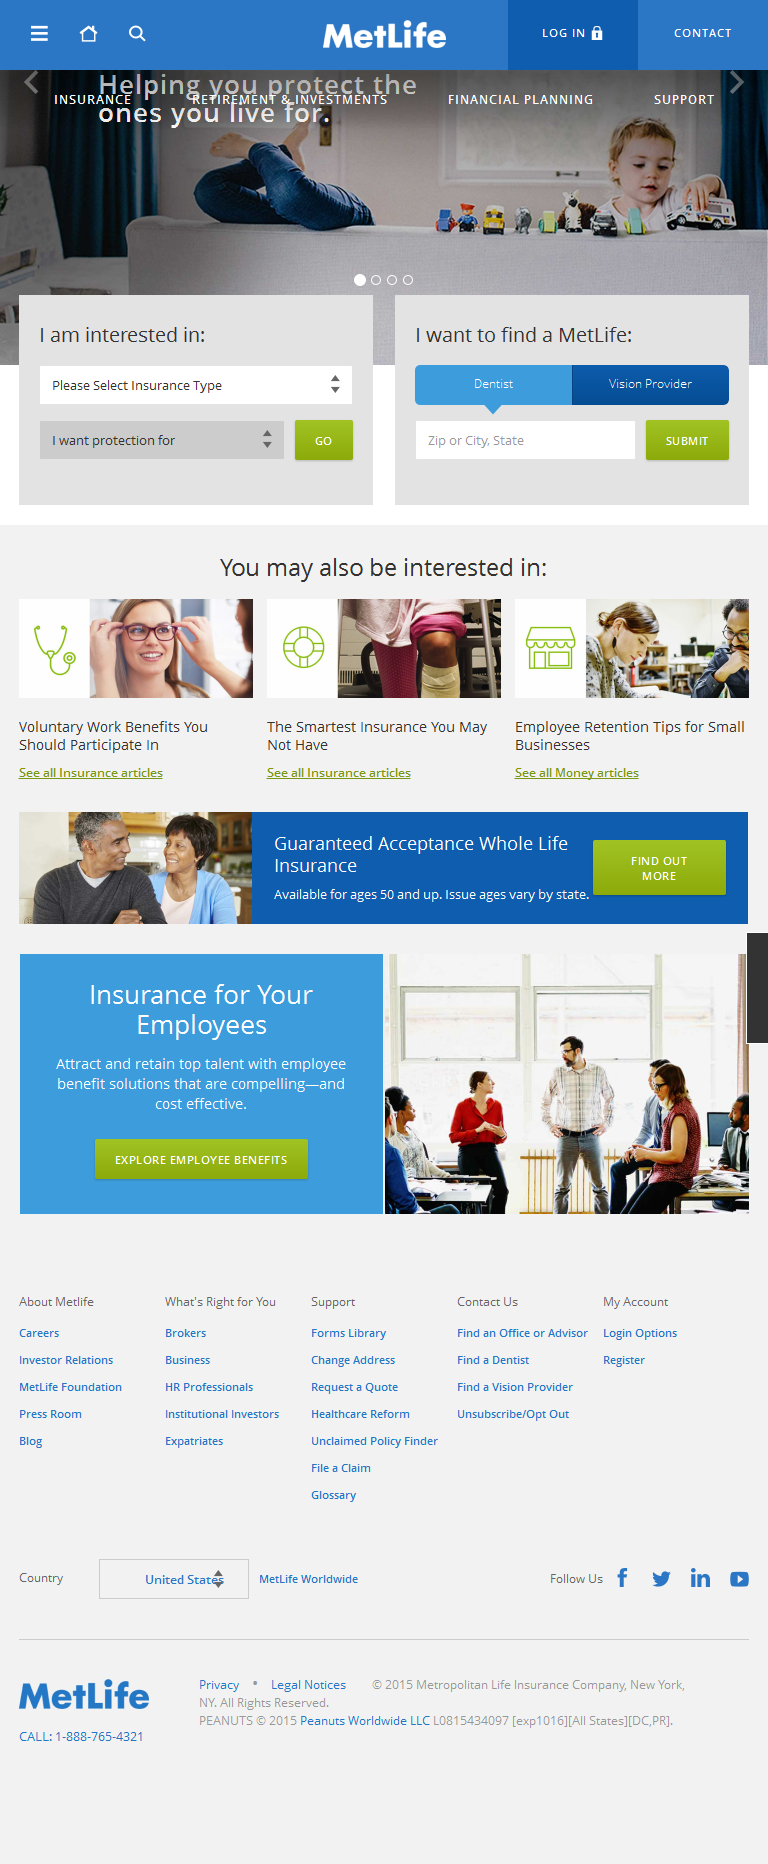 MetLife
LOG IN
CONTACT
Helping you protect the
ones you live for.
INSURANCE
RETIREMENT & INVESTMENTS
FINANCIAL PLANNING
SUPPORT
I am interested in:
Please Select Insurance Type
I want protection for
GO
I want to find a MetLife:
Dentist
Vision Provider
Zip or City, State
SUBMIT
You may also be interested in:
Voluntary Work Benefits You
Should Participate In
See all Insurance articles
The Smartest Insurance You May
Not Have
See all Insurance articles
Employee Retention Tips for Small
Businesses
See all Money articles
Guaranteed Acceptance Whole Life
Insurance
Available for ages 50 and up. Issue ages vary by state.
FIND OUT
MORE
Insurance for Your
Employees
Attract and retain top talent with employee
benefit solutions that are compelling—and
cost effective.
EXPLORE EMPLOYEE BENEFITS
About Metlife
Careers
Investor Relations
MetLife Foundation
Press Room
Blog
What's Right for You
Brokers
Business
HR Professionals
Institutional Investors
Expatriates
Support
Forms Library
Change Address
Request a Quote
Healthcare Reform
Unclaimed Policy Finder
File a Claim
Glossary
Contact Us
Find an Office or Advisor
Find a Dentist
Find a Vision Provider
Unsubscribe/Opt Out
My Account
Login Options
Register
Country
United States
MetLife Worldwide
Follow Us
MetLife
CALL: 1-888-765-4321
Privacy • Legal Notices © 2015 Metropolitan Life Insurance Company, New York,
NY. All Rights Reserved.
PEANUTS © 2015 Peanuts Worldwide LLC L0815434097 [exp1016][All States][DC,PR].